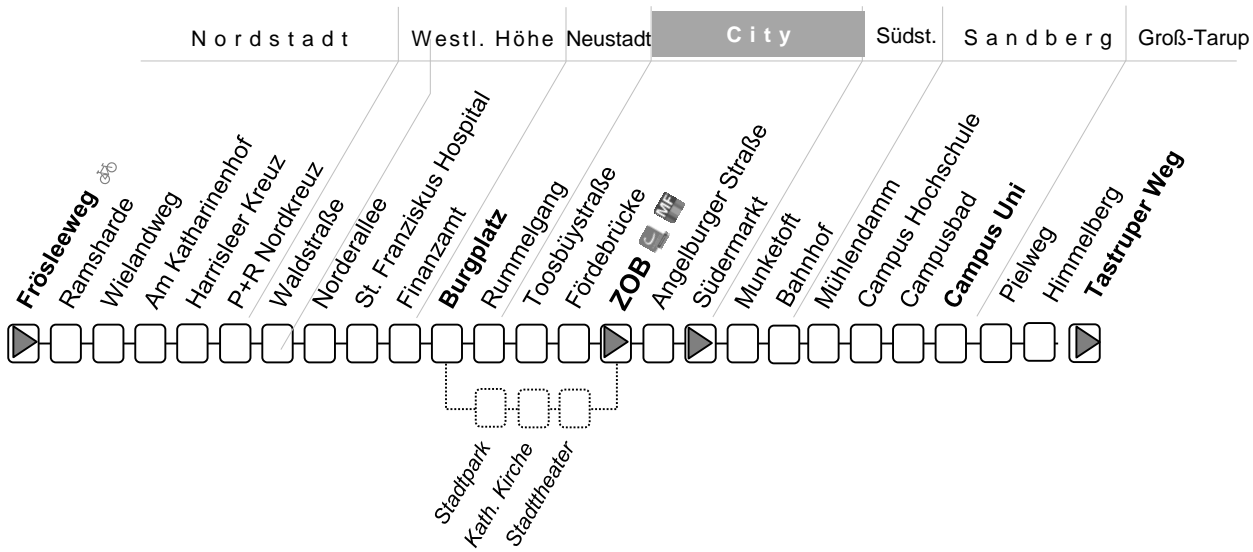 Nordstadt
Westl. Höhe
Neustadt
City
Südst.
Sandberg
Groß-Tarup
Frösleeweg
Ramsharde
Wielandweg
Am Katharinenhof
Harrisleer Kreuz
P+R Nordkreuz
Waldstraße
Norderallee
St. Franziskus Hospital
Finanzamt
Burgplatz
Rummelgang
Toosbüystraße
Fördebrücke
ZOB
MF
Angelburger Straße
Südermarkt
Munketoft
Bahnhof
Mühlendamm
Campus Hochschule
Campusbad
Campus Uni
Pielweg
Himmelberg
Tastruper Weg
Stadtpark
Kath. Kirche
Stadttheater